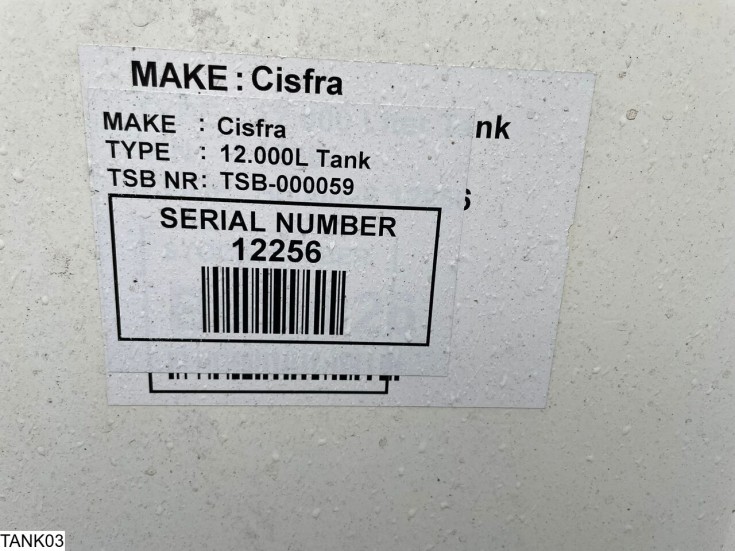 MAKE : Cisfra
nk
MAKE : Cisfra
TYPE : 12.000L Tank
TSB NR: TSB-000059
SERIAL NUMBER
12256
TANK03